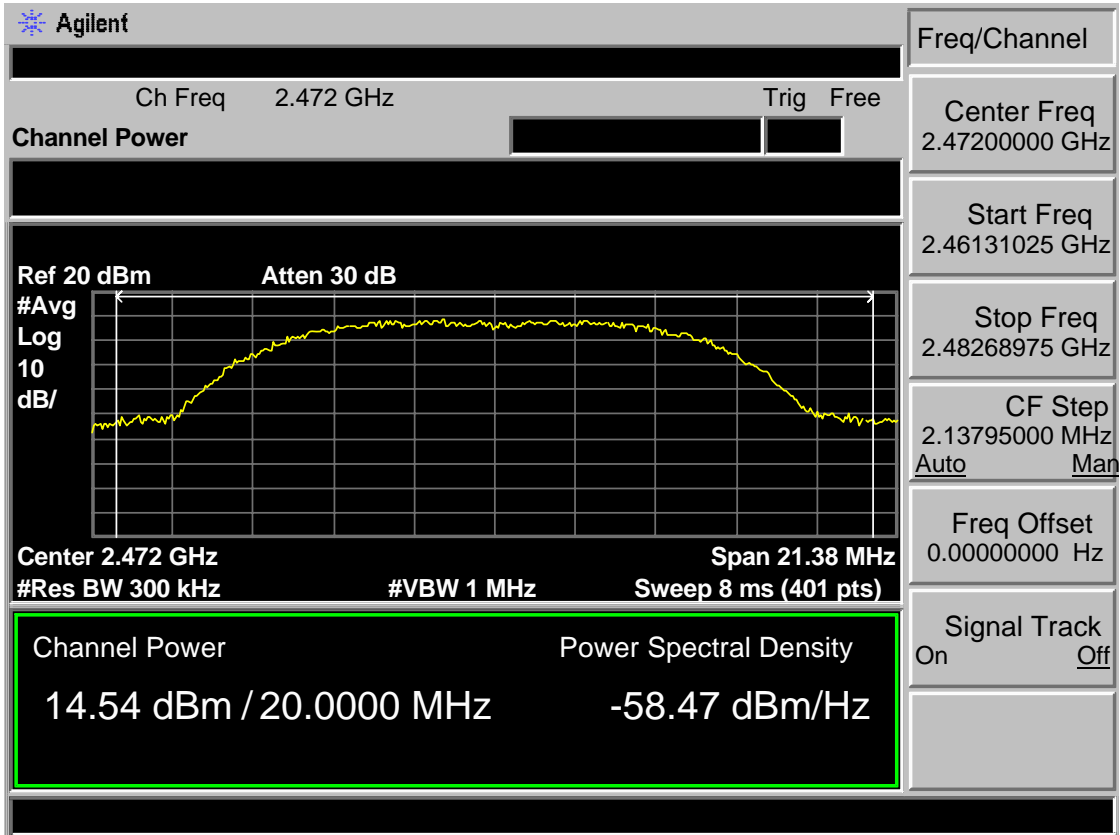 Agilent
Ch Freq 2.472 GHz Trig Free
Channel Power
Ref 20 dBm Atten 30 dB
#Avg
Log
10
dB/
Center 2.472 GHz Span 21.38 MHz
#Res BW 300 kHz #VBW 1 MHz Sweep 8 ms (401 pts)
Channel Power Power Spectral Density
14.54 dBm / 20.0000 MHz -58.47 dBm/Hz
Freq/Channel
Center Freq
2.47200000 GHz
Start Freq
2.46131025 GHz
Stop Freq
2.48268975 GHz
CF Step
2.13795000 MHz
Auto Man
Freq Offset
0.00000000 Hz
Signal Track
On Off